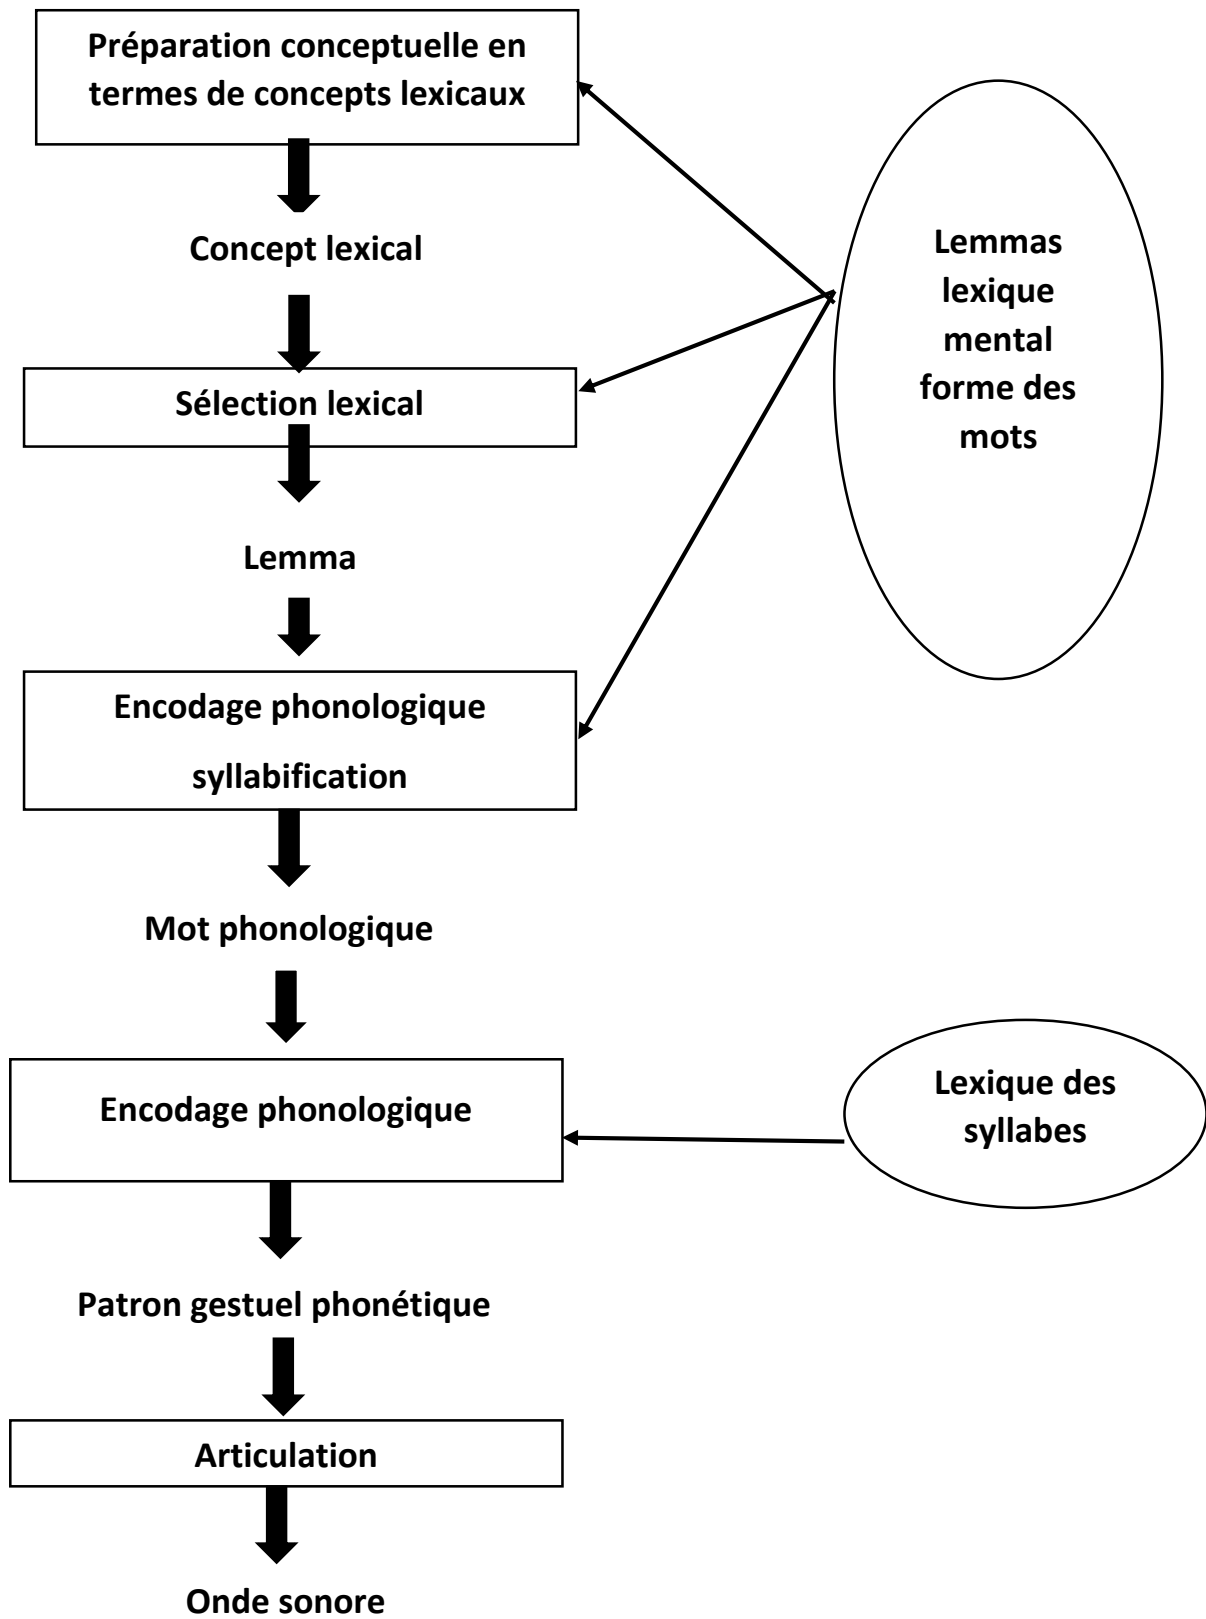 Préparation conceptuelle en
termes de concepts lexicaux
Concept lexical
Sélection lexical
Lemma
Encodage phonologique
syllabification
Mot phonologique
Encodage phonologique
Patron gestuel phonétique
Articulation
Onde sonore
Lemmas
lexique
mental
forme des
mots
Lexique des
syllabes